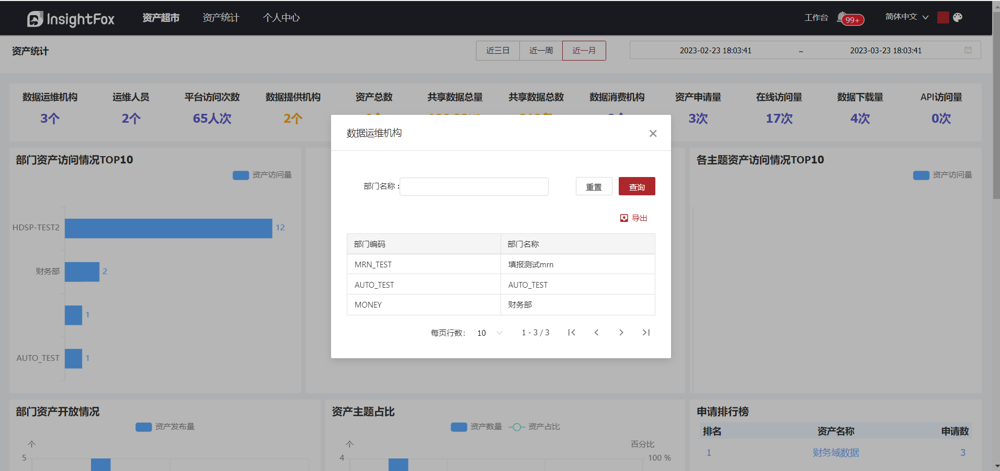 InsightFox 资产超市 资产统计 个人中心 工作台 99+ 简体中文
资产统计 近三日 近一周 近一月 2023-02-23 18:03:41 ~ 2023-03-23 18:03:41
数据运维机构 运维人员 平台访问次数 数据提供机构 资产总数 共享数据总量 共享数据总数 数据消费机构 资产申请量 在线访问量 数据下载量 API访问量
3个 2个 65人次 2个 3次 17次 4次 0次
数据运维机构
部门名称 :
重置 查询
导出
部门编码 部门名称
MRN_TEST 填报测试mrn
AUTO_TEST AUTO_TEST
MONEY 财务部
每页行数: 10 1 - 3 / 3
部门资产访问情况TOP10
资产访问量
HDSP-TEST2 12
财务部 2
1
AUTO_TEST 1
各主题资产访问情况TOP10
资产访问量
部门资产开放情况
资产发布量
个
5
资产主题占比
资产数量 资产占比
个 百分比
4 100 %
申请排行榜
排名 资产名称 申请数
1 财务域数据 3